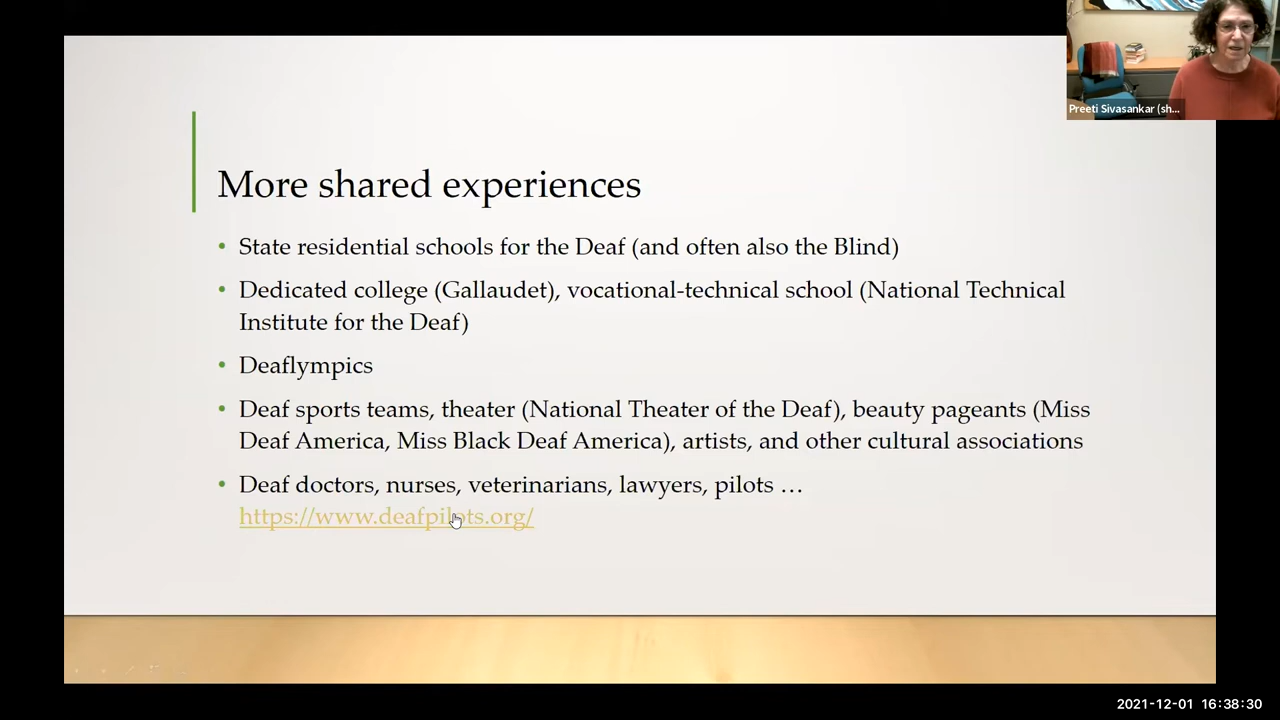 Preeti Sivasankar (sh...
More shared experiences
• State residential schools for the Deaf (and often also the Blind)
• Dedicated college (Gallaudet), vocational-technical school (National Technical
Institute for the Deaf)
• Deaflympics
• Deaf sports teams, theater (National Theater of the Deaf), beauty pageants (Miss
Deaf America, Miss Black Deaf America), artists, and other cultural associations
• Deaf doctors, nurses, veterinarians, lawyers, pilots …
https://www.deafpilots.org/
2021-12-01 16:38:30